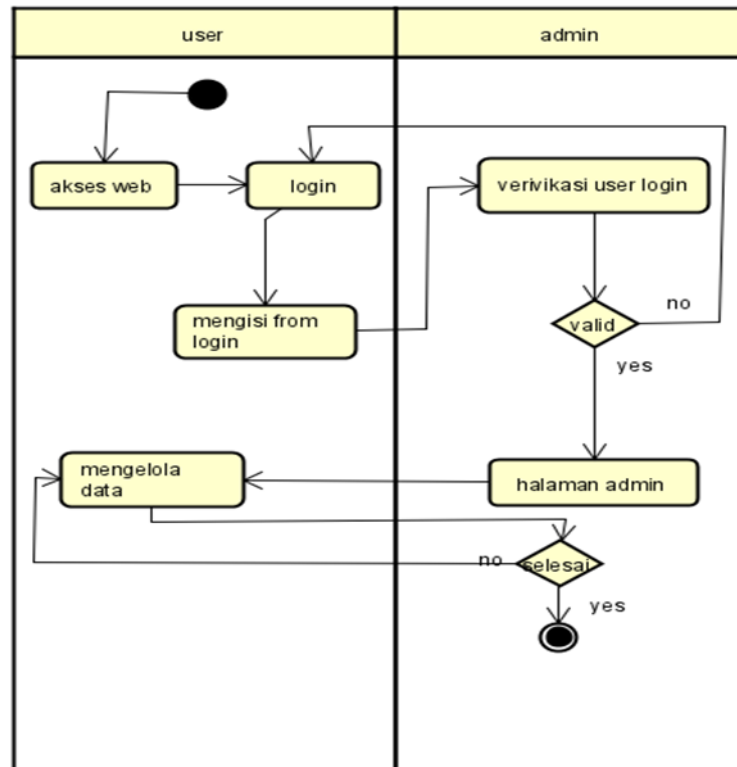 user
admin
akses web
login
verivikasi user login
mengisi from
login
valid
no
yes
mengelola
data
halaman admin
no
selesai
yes